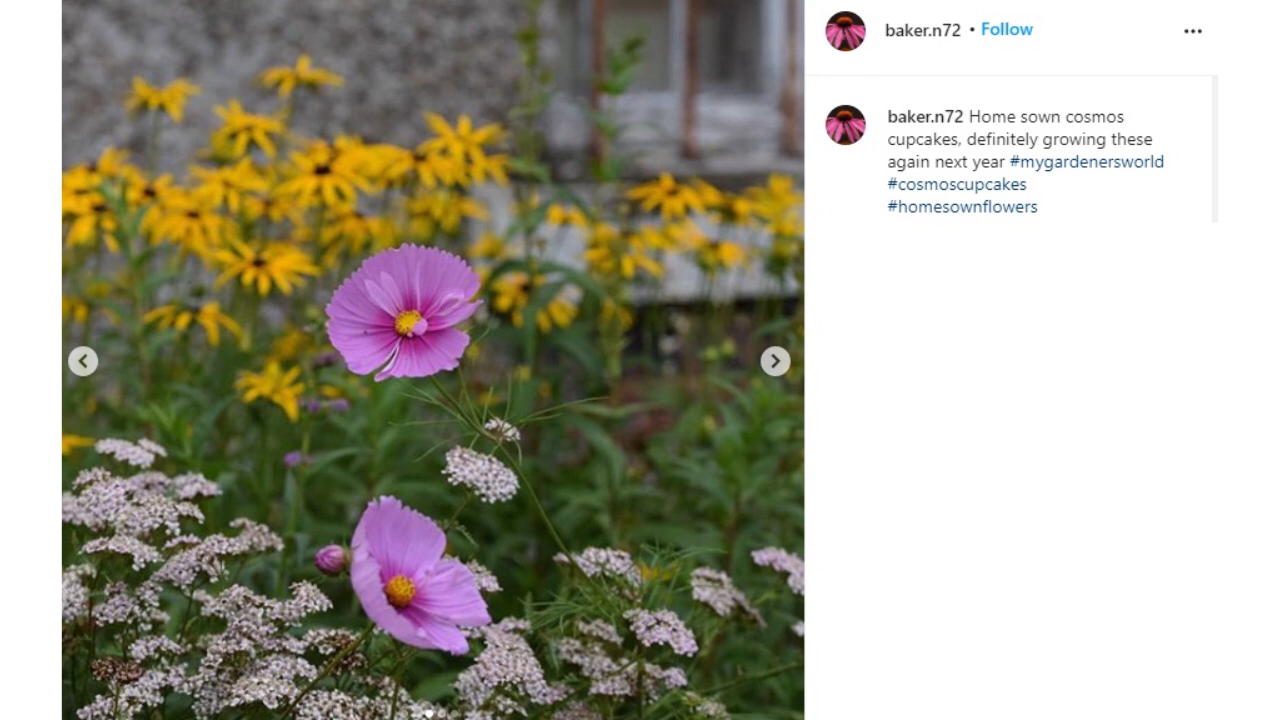 baker.n72 • Follow
baker.n72 Home sown cosmos
cupcakes, definitely growing these
again next year #mygardenersworld
#cosmoscupcakes
#homesownflowers